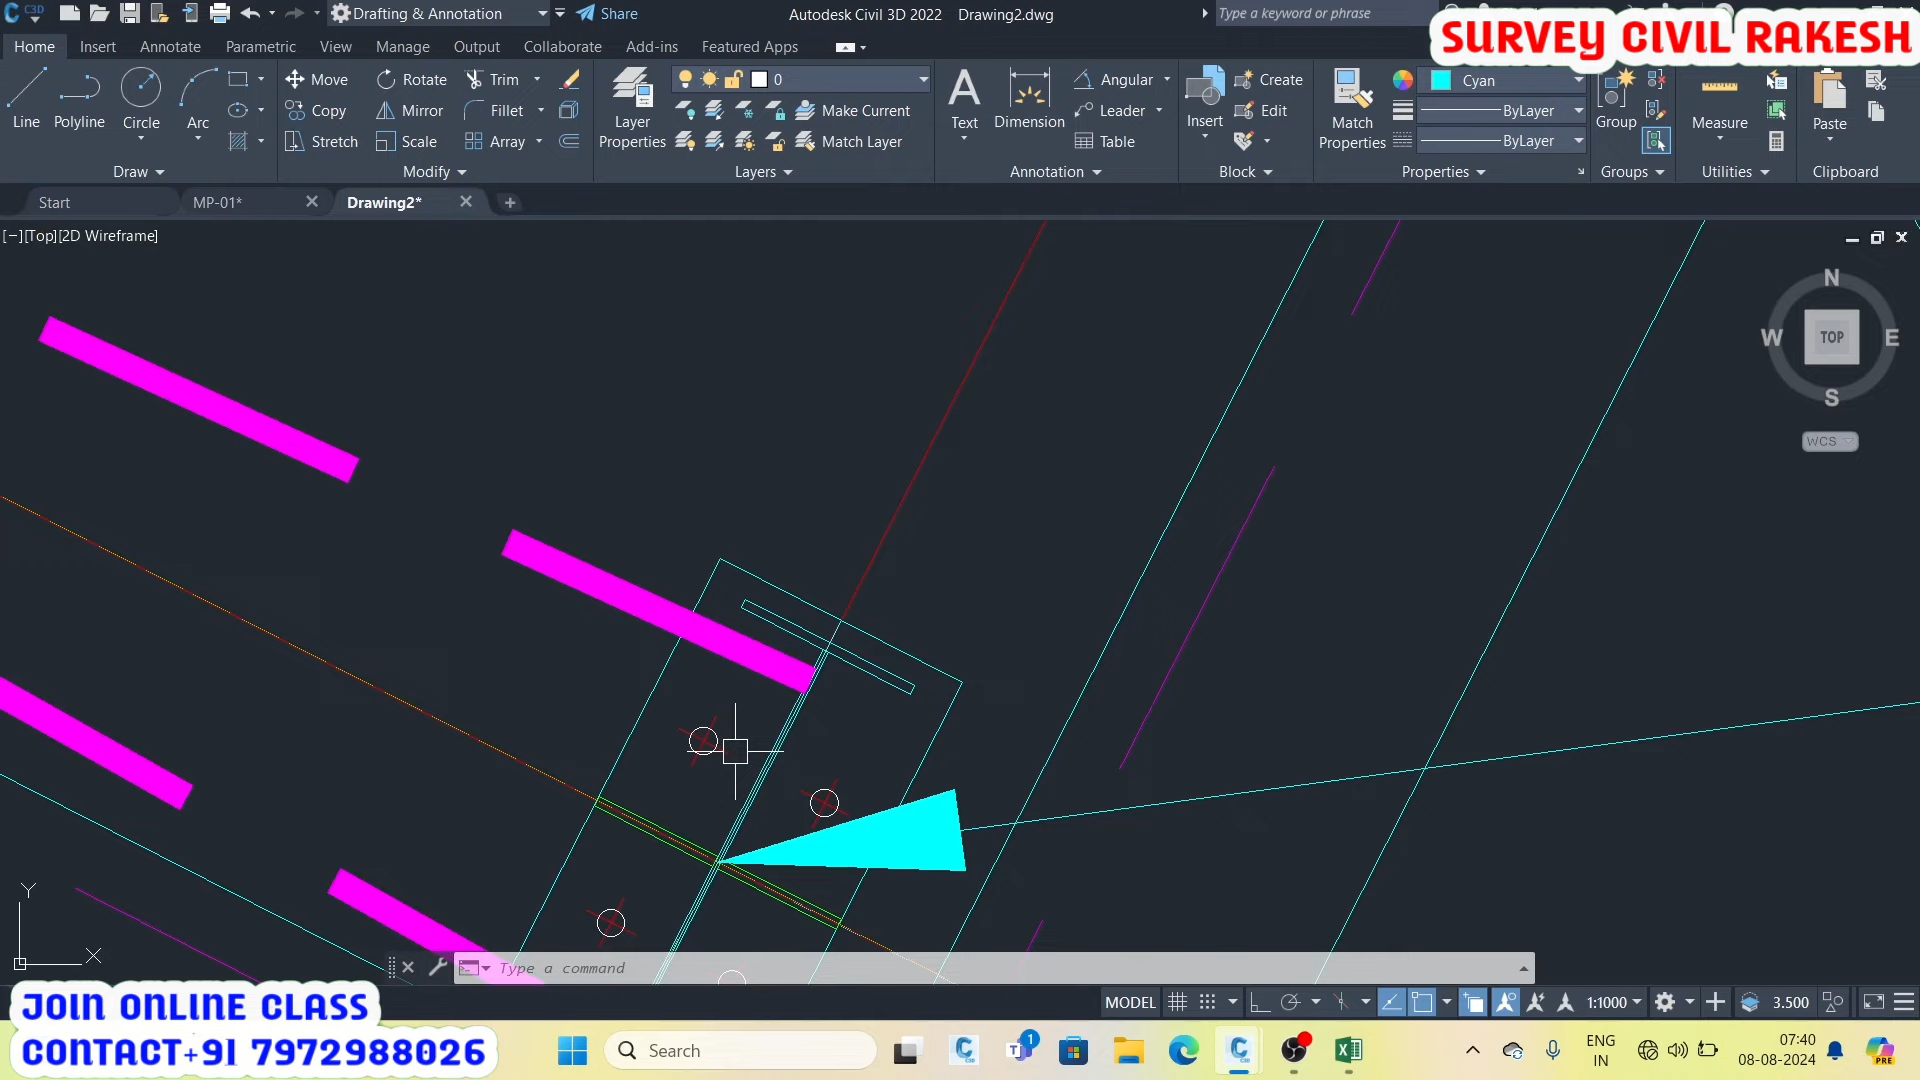 C3D Drafting & Annotation Share Autodesk Civil 3D 2022 Drawing2.dwg Type a keyword or phrase
SURVEY CIVIL RAKESH
Home Insert Annotate Parametric View Manage Output Collaborate Add-ins Featured Apps
Line Polyline Circle Arc
Draw
Move Rotate Trim
Copy Mirror Fillet
Stretch Scale Array
Modify
Layer Properties
0
Make Current
Match Layer
Layers
Text Dimension
Angular
Leader
Table
Annotation
Insert
Create
Edit
Block
Match Properties
Cyan
ByLayer
ByLayer
Properties
Group
Groups
Measure
Utilities
Paste
Clipboard
Start MP-01* Drawing2*
[−][Top][2D Wireframe]
N
W TOP E
S
WCS
Y
X
Type a command
MODEL 1:1000 3.500
JOIN ONLINE CLASS
CONTACT+91 7972988026
Search
1
ENG
IN
07:40
08-08-2024
PRE